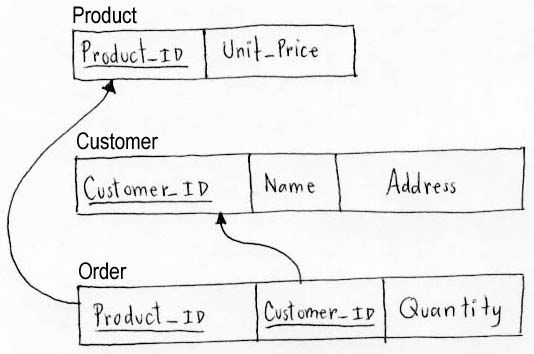 Product
Product_ID Unit_Price
Customer
Customer_ID Name Address
Order
Product_ID Customer_ID Quantity